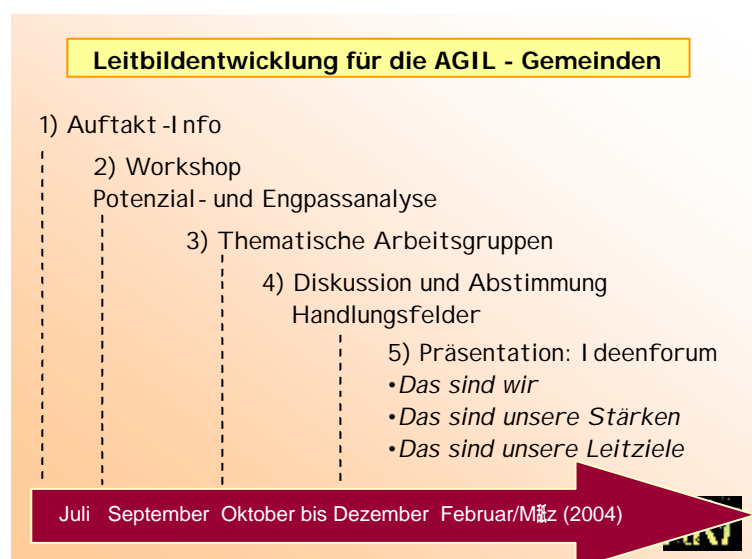 Leitbildentwicklung für die AGIL - Gemeinden
1) Auftakt-Info
2) Workshop
Potenzial- und Engpassanalyse
3) Thematische Arbeitsgruppen
4) Diskussion und Abstimmung
Handlungsfelder
5) Präsentation: Ideenforum
•Das sind wir
•Das sind unsere Stärken
•Das sind unsere Leitziele
Juli September Oktober bis Dezember Februar/ (2004)